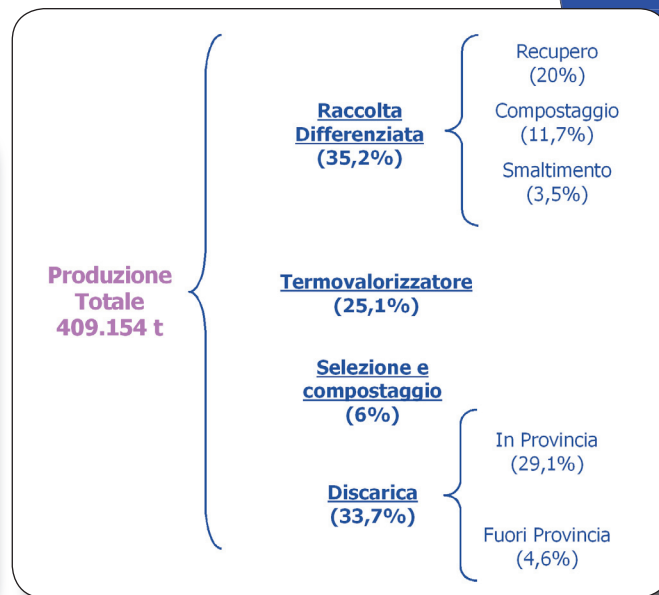 Produzione
Totale
409.154 t
Raccolta
Differenziata
(35,2%)
Recupero
(20%)
Compostaggio
(11,7%)
Smaltimento
(3,5%)
Termovalorizzatore
(25,1%)
Selezione e
compostaggio
(6%)
Discarica
(33,7%)
In Provincia
(29,1%)
Fuori Provincia
(4,6%)